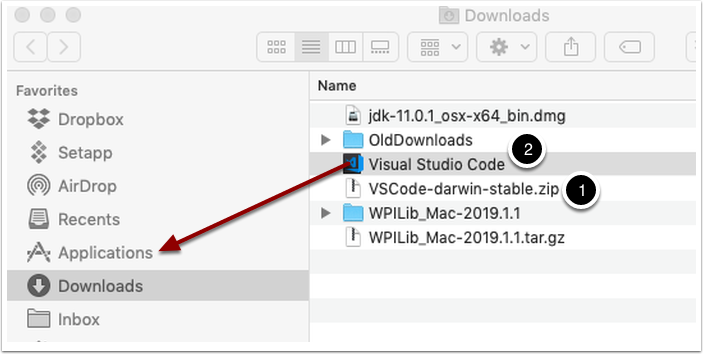 Downloads
Favorites
Dropbox
Setapp
AirDrop
Recents
Applications
Downloads
Inbox
Name
jdk-11.0.1_osx-x64_bin.dmg
OldDownloads
Visual Studio Code
2
VSCode-darwin-stable.zip
1
WPILib_Mac-2019.1.1
WPILib_Mac-2019.1.1.tar.gz